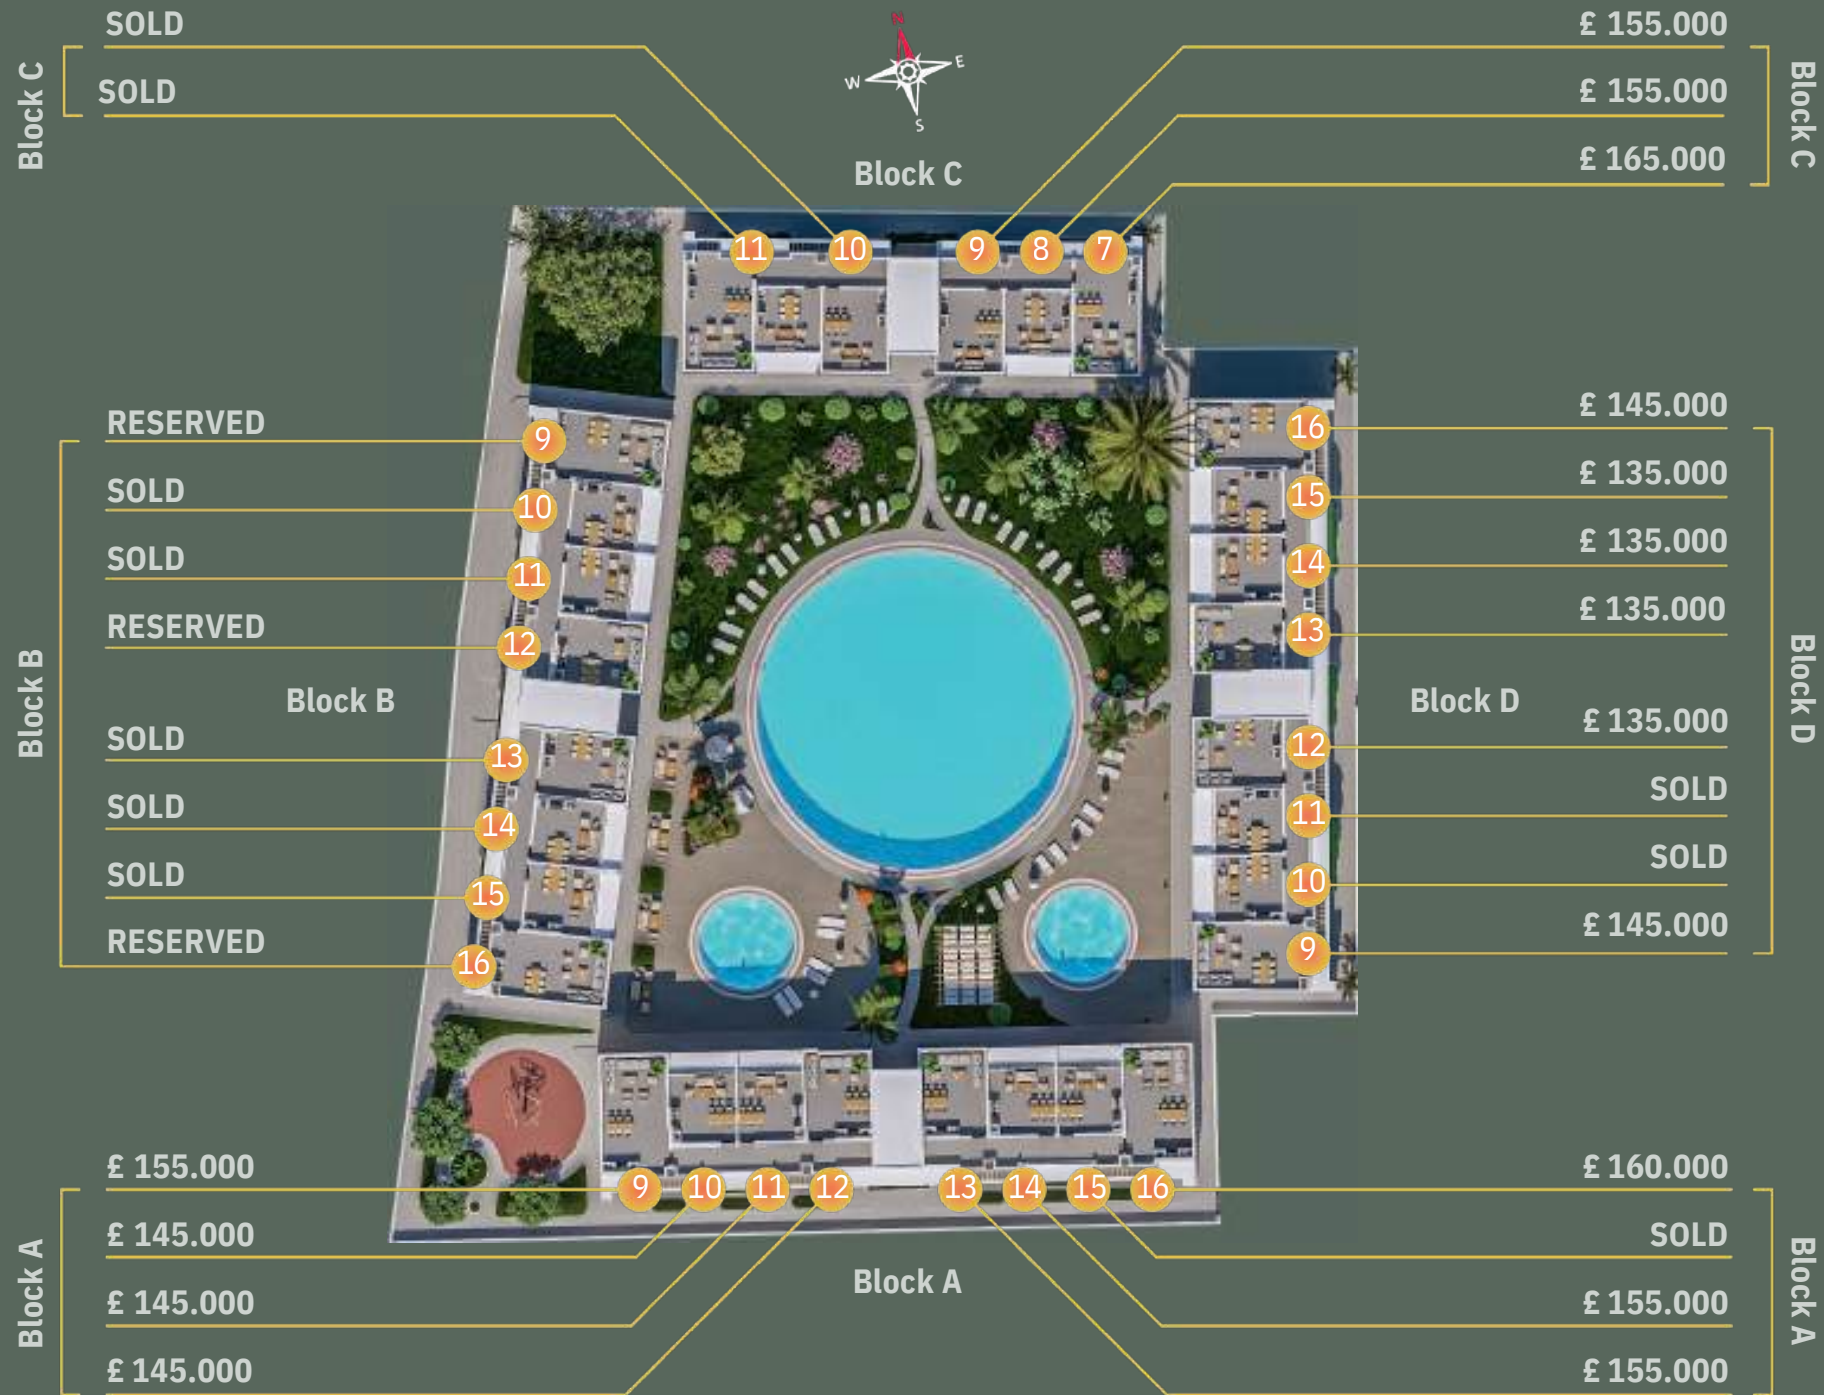 SOLD
SOLD
Block C
N
W
E
S
Block C
£ 155.000
£ 155.000
£ 165.000
Block C
11
10
9
8
7
RESERVED
9
SOLD
10
SOLD
11
RESERVED
12
Block B
Block B
SOLD
13
SOLD
14
SOLD
15
RESERVED
16
£ 145.000
16
£ 135.000
15
£ 135.000
14
£ 135.000
13
Block D
Block D
£ 135.000
12
SOLD
11
SOLD
10
£ 145.000
9
£ 155.000
£ 145.000
£ 145.000
£ 145.000
Block A
9
10
11
12
13
14
15
16
Block A
£ 160.000
SOLD
£ 155.000
£ 155.000
Block A